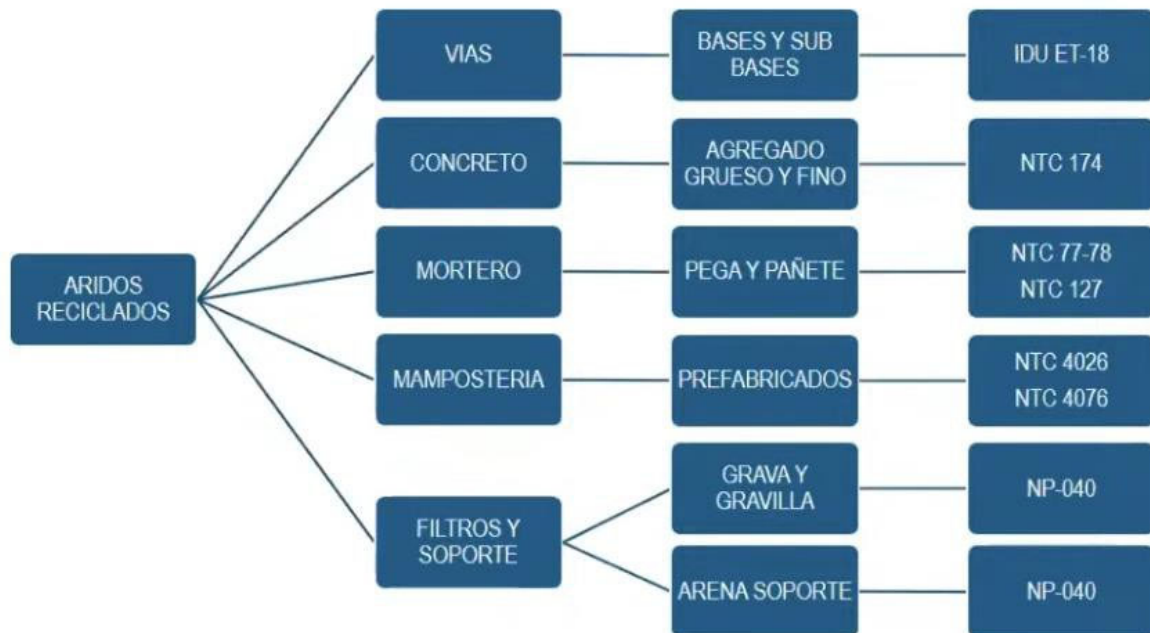 VIAS
BASES Y SUB
BASES
IDU ET-18
CONCRETO
AGREGADO
GRUESO Y FINO
NTC 174
ARIDOS
RECICLADOS
MORTERO
PEGA Y PAÑETE
NTC 77-78
NTC 127
MAMPOSTERIA
PREFABRICADOS
NTC 4026
NTC 4076
FILTROS Y
SOPORTE
GRAVA Y
GRAVILLA
NP-040
ARENA SOPORTE
NP-040